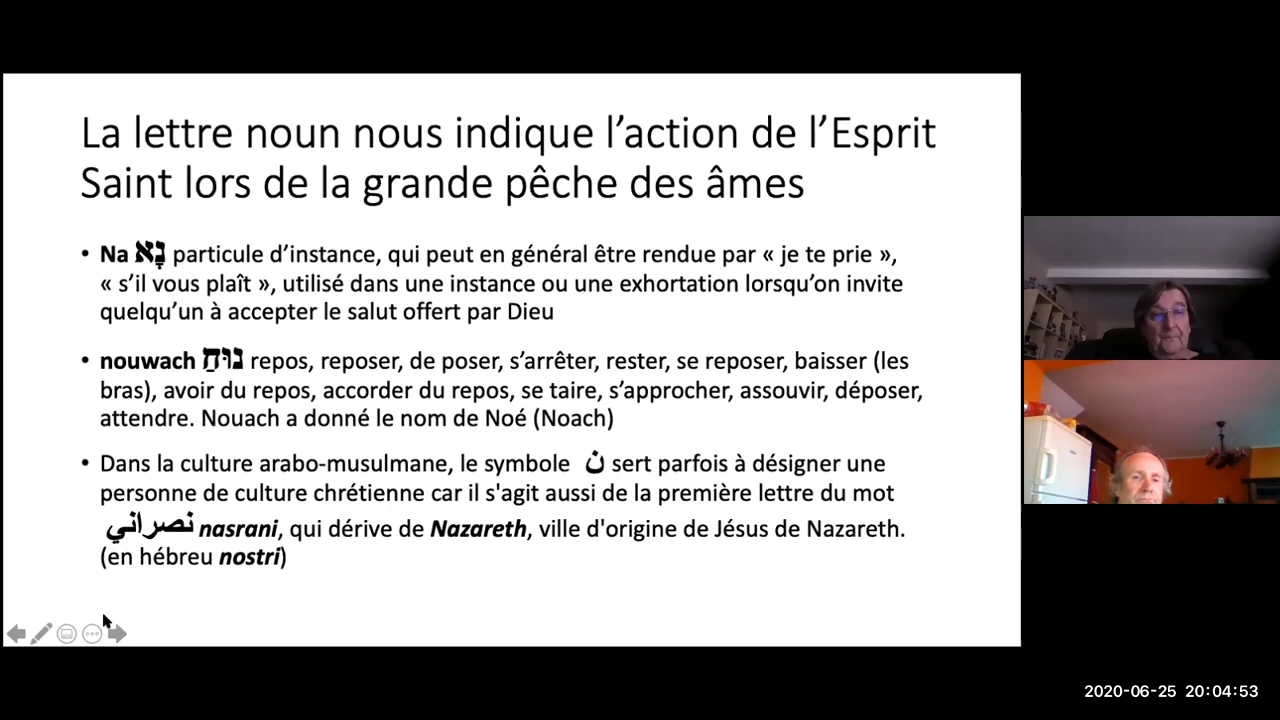 La lettre noun nous indique l’action de l’Esprit
Saint lors de la grande pêche des âmes
• Na נָא particule d’instance, qui peut en général être rendue par « je te prie »,
« s’il vous plaît », utilisé dans une instance ou une exhortation lorsqu’on invite
quelqu’un à accepter le salut offert par Dieu
• nouwach נוּחַ repos, reposer, de poser, s’arrêter, rester, se reposer, baisser (les
bras), avoir du repos, accorder du repos, se taire, s’approcher, assouvir, déposer,
attendre. Nouach a donné le nom de Noé (Noach)
• Dans la culture arabo-musulmane, le symbole ن sert parfois à désigner une
personne de culture chrétienne car il s'agit aussi de la première lettre du mot
نصراني nasrani, qui dérive de Nazareth, ville d'origine de Jésus de Nazareth.
(en hébreu nostri)
2020-06-25 20:04:53